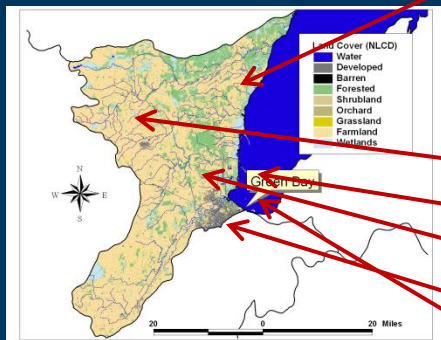 Land Cover (NLCD)
Water
Developed
Barren
Forested
Shrubland
Orchard
Grassland
Farmland
Wetlands
N
W E
S
Green Bay
20 0 20 Miles